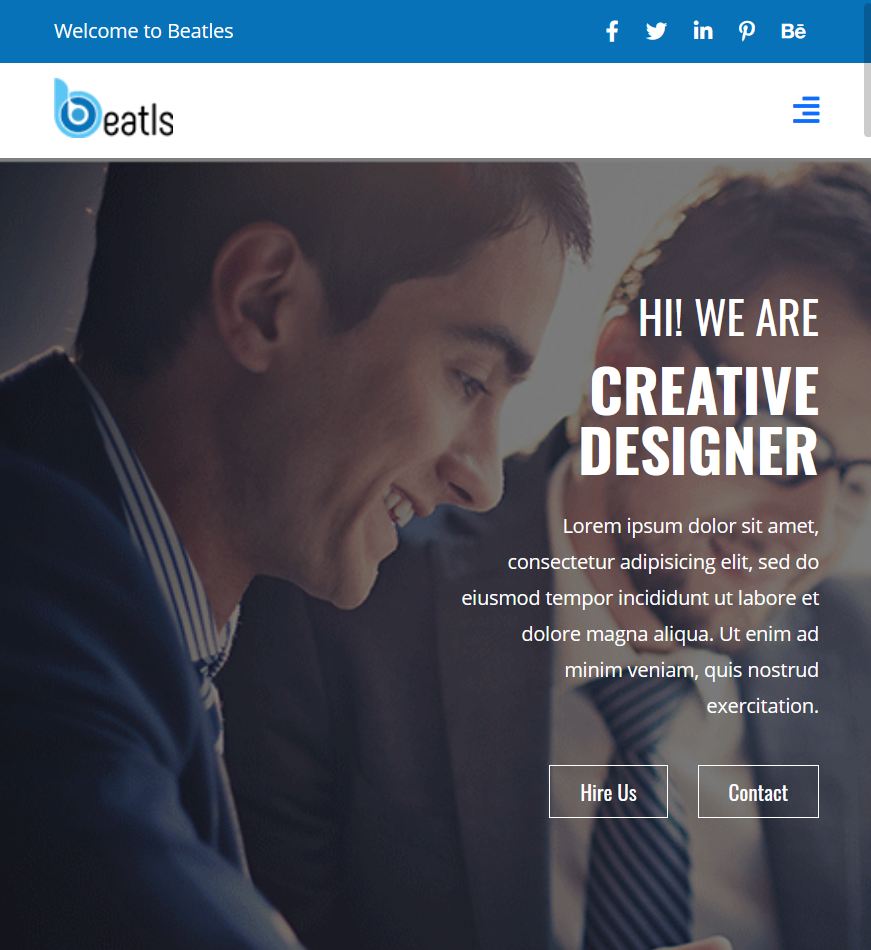 Welcome to Beatles
beatls
HI! WE ARE
CREATIVE
DESIGNER
Lorem ipsum dolor sit amet,
consectetur adipisicing elit, sed do
eiusmod tempor incididunt ut labore et
dolore magna aliqua. Ut enim ad
minim veniam, quis nostrud
exercitation.
Hire Us
Contact